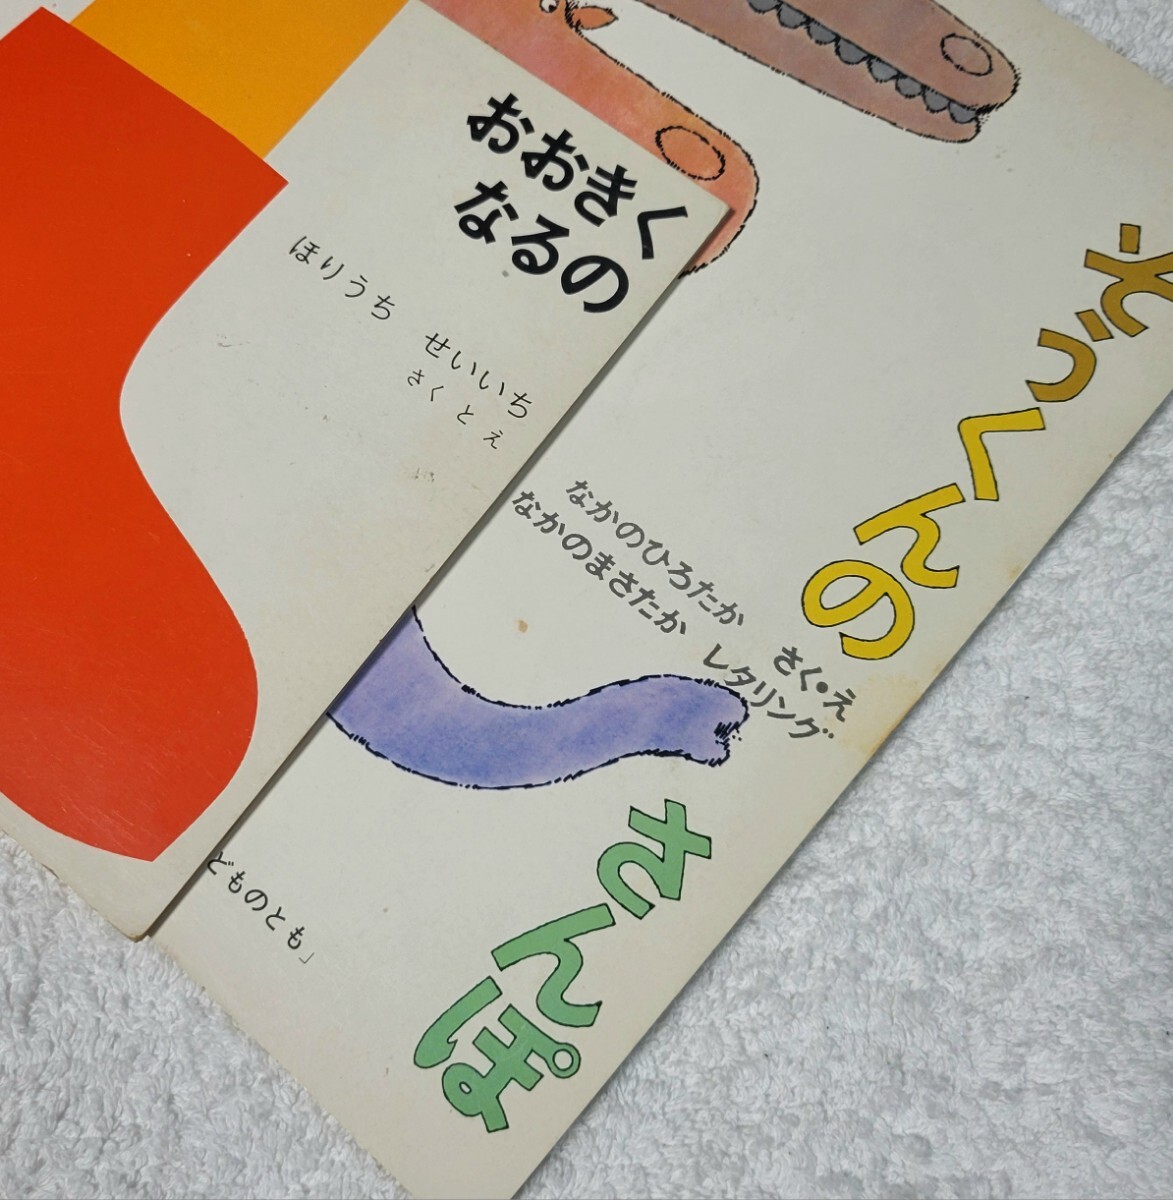 おおきく
なるの
ほりうち せいいち
さくとえ
ぞうくんの
さんぽ
なかのひろたか さく・え
なかのまさたか レタリング
どものとも」